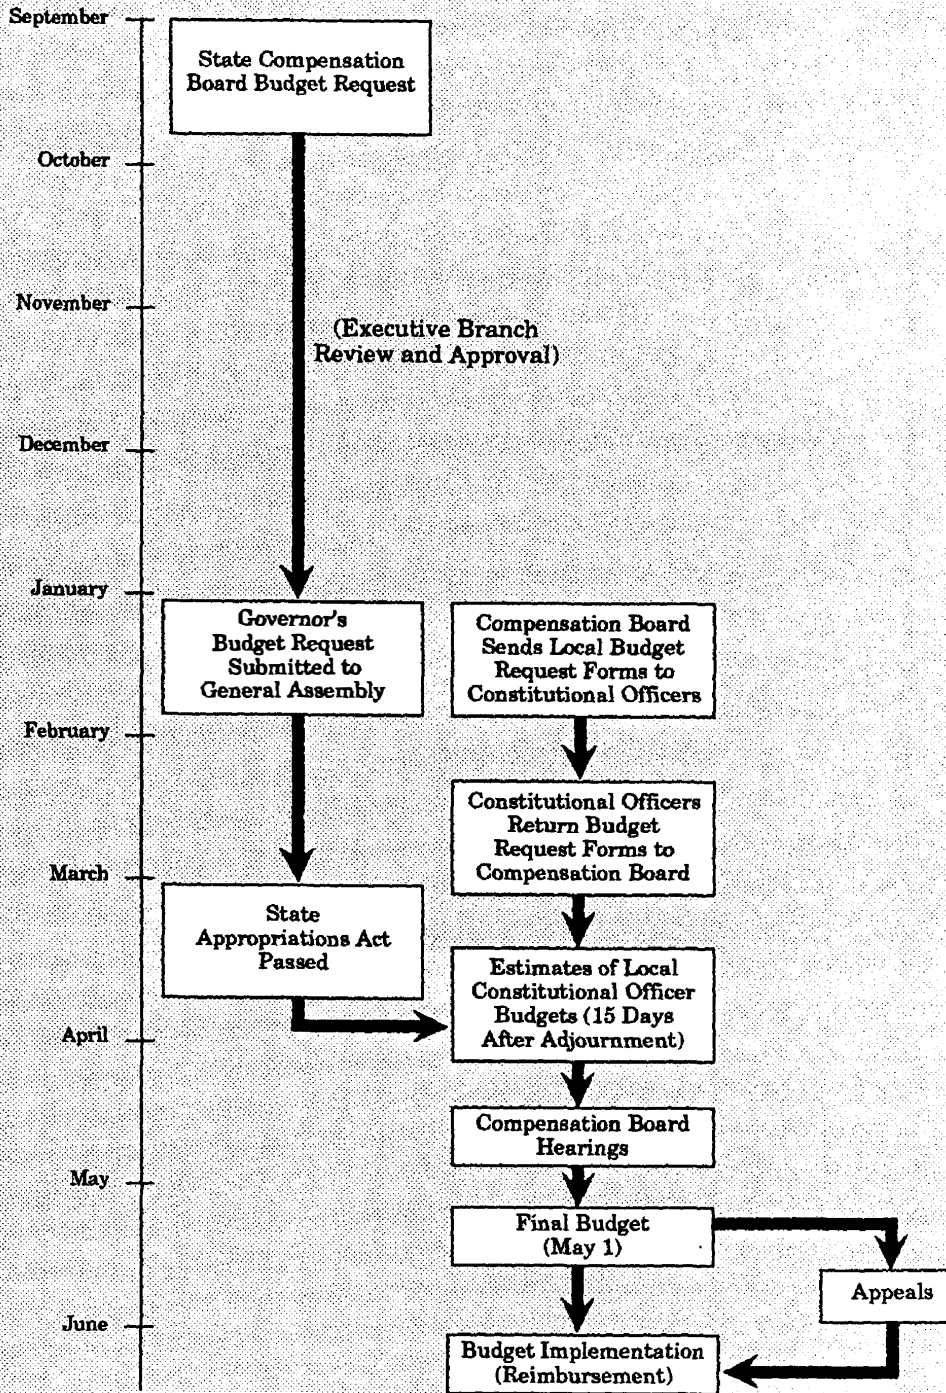 September
State Compensation
Board Budget Request
October
November
(Executive Branch
Review and Approval)
December
January
Governor's
Budget Request
Submitted to
General Assembly
Compensation Board
Sends Local Budget
Request Forms to
Constitutional Officers
February
Constitutional Officers
Return Budget
Request Forms to
Compensation Board
March
State
Appropriations Act
Passed
Estimates of Local
Constitutional Officer
Budgets (15 Days
After Adjournment)
April
Compensation Board
Hearings
May
Final Budget
(May 1)
Appeals
June
Budget Implementation
(Reimbursement)